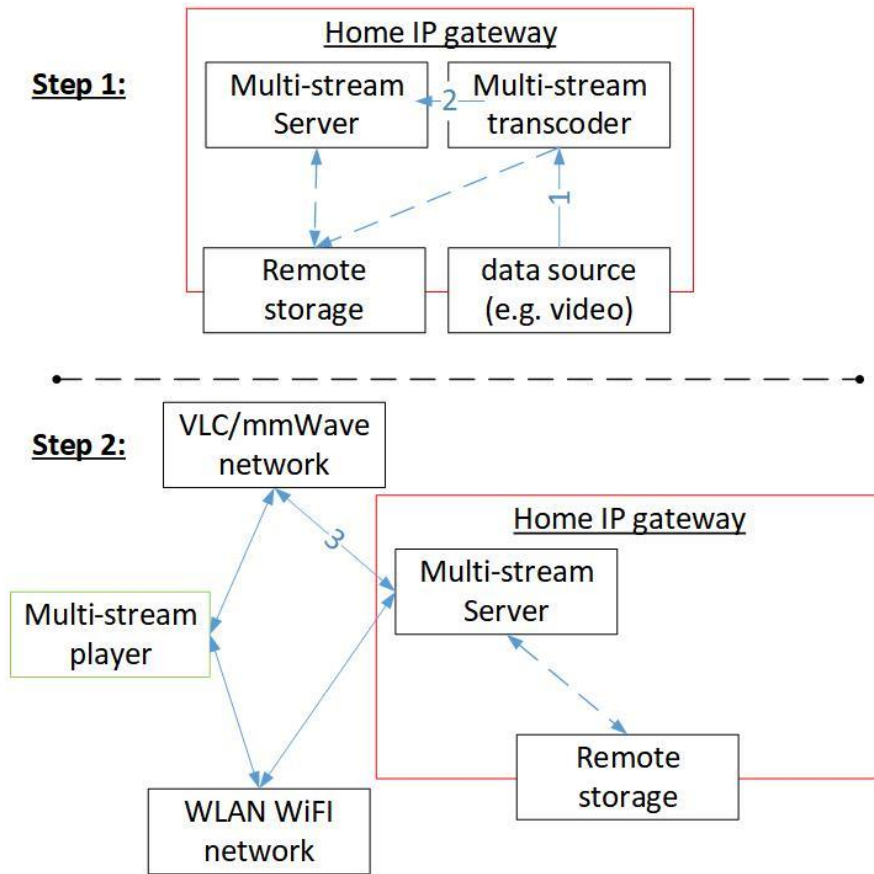 Home IP gateway
Step 1:
Multi-stream
Server
2
Multi-stream
transcoder
1
Remote
storage
data source
(e.g. video)
Step 2:
VLC/mmWave
network
3
Home IP gateway
Multi-stream
Server
Multi-stream
player
Remote
storage
WLAN WiFI
network